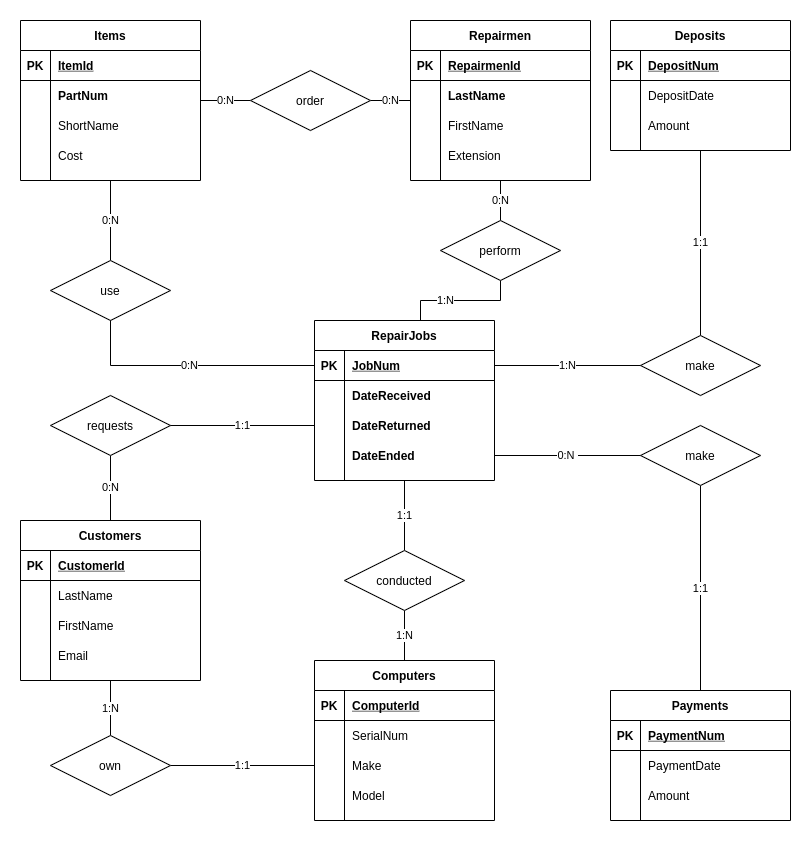 Items
PK ItemId
PartNum
ShortName
Cost
0:N
order
0:N
Repairmen
PK RepairmenId
LastName
FirstName
Extension
Deposits
PK DepositNum
DepositDate
Amount
0:N
use
0:N
0:N
perform
1:N
1:1
make
1:N
RepairJobs
PK JobNum
DateReceived
DateReturned
DateEnded
requests
1:1
0:N
0:N
make
1:1
Customers
PK CustomerId
LastName
FirstName
Email
1:1
conducted
1:N
1:N
own
1:1
Computers
PK ComputerId
SerialNum
Make
Model
Payments
PK PaymentNum
PaymentDate
Amount